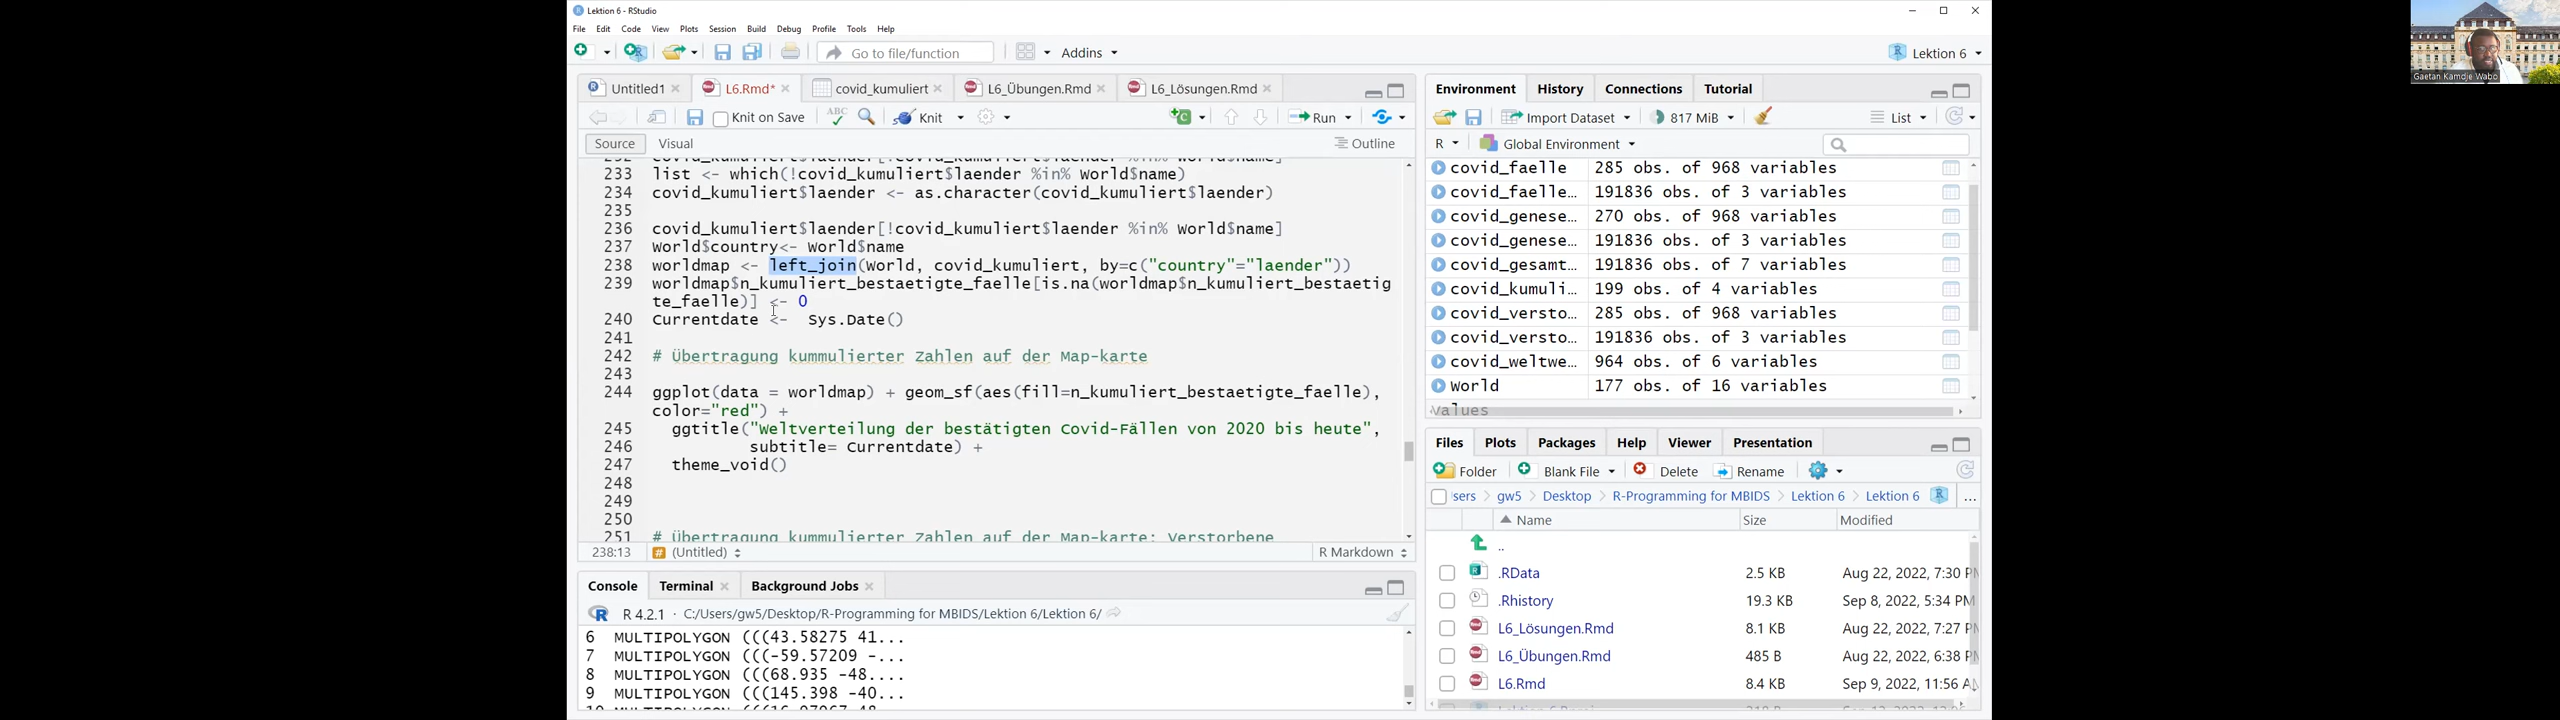 Lektion 6 - RStudio
File Edit Code View Plots Session Build Debug Profile Tools Help
Go to file/function Addins Lektion 6
Untitled1 L6.Rmd* covid_kumuliert L6_Übungen.Rmd L6_Lösungen.Rmd
Knit on Save ABC Knit Run
Source Visual Outline
232 covid_kumuliert$laender[!covid_kumuliert$laender %in% World$name]
233 list <- which(!covid_kumuliert$laender %in% World$name)
234 covid_kumuliert$laender <- as.character(covid_kumuliert$laender)
235
236 covid_kumuliert$laender[!covid_kumuliert$laender %in% World$name]
237 World$country<- World$name
238 worldmap <- left_join(World, covid_kumuliert, by=c("country"="laender"))
239 worldmap$n_kumuliert_bestaetigte_faelle[is.na(worldmap$n_kumuliert_bestaetig
te_faelle)] <- 0
240 Currentdate <- Sys.Date()
241
242 # Übertragung kummulierter Zahlen auf der Map-karte
243
244 ggplot(data = worldmap) + geom_sf(aes(fill=n_kumuliert_bestaetigte_faelle),
color="red") +
245 ggtitle("Weltverteilung der bestätigten Covid-Fällen von 2020 bis heute",
246 subtitle= Currentdate) +
247 theme_void()
248
249
250
251 # Übertragung kummulierter Zahlen auf der Map-karte: Verstorbene
238:13 (Untitled) R Markdown
Console Terminal Background Jobs
R 4.2.1 · C:/Users/gw5/Desktop/R-Programming for MBIDS/Lektion 6/Lektion 6/
6 MULTIPOLYGON (((43.58275 41...
7 MULTIPOLYGON (((-59.57209 -...
8 MULTIPOLYGON (((68.935 -48....
9 MULTIPOLYGON (((145.398 -40...
Environment History Connections Tutorial
Import Dataset 817 MiB List
R Global Environment
covid_faelle 285 obs. of 968 variables
covid_faelle… 191836 obs. of 3 variables
covid_genese… 270 obs. of 968 variables
covid_genese… 191836 obs. of 3 variables
covid_gesamt… 191836 obs. of 7 variables
covid_kumuli… 199 obs. of 4 variables
covid_versto… 285 obs. of 968 variables
covid_versto… 191836 obs. of 3 variables
covid_weltwe… 964 obs. of 6 variables
World 177 obs. of 16 variables
Values
Files Plots Packages Help Viewer Presentation
Folder Blank File Delete Rename
sers gw5 Desktop R-Programming for MBIDS Lektion 6 Lektion 6 ...
Name Size Modified
..
.RData 2.5 KB Aug 22, 2022, 7:30 P
.Rhistory 19.3 KB Sep 8, 2022, 5:34 PM
L6_Lösungen.Rmd 8.1 KB Aug 22, 2022, 7:27 P
L6_Übungen.Rmd 485 B Aug 22, 2022, 6:38 P
L6.Rmd 8.4 KB Sep 9, 2022, 11:56 A
Gaetan Kamdje Wabo